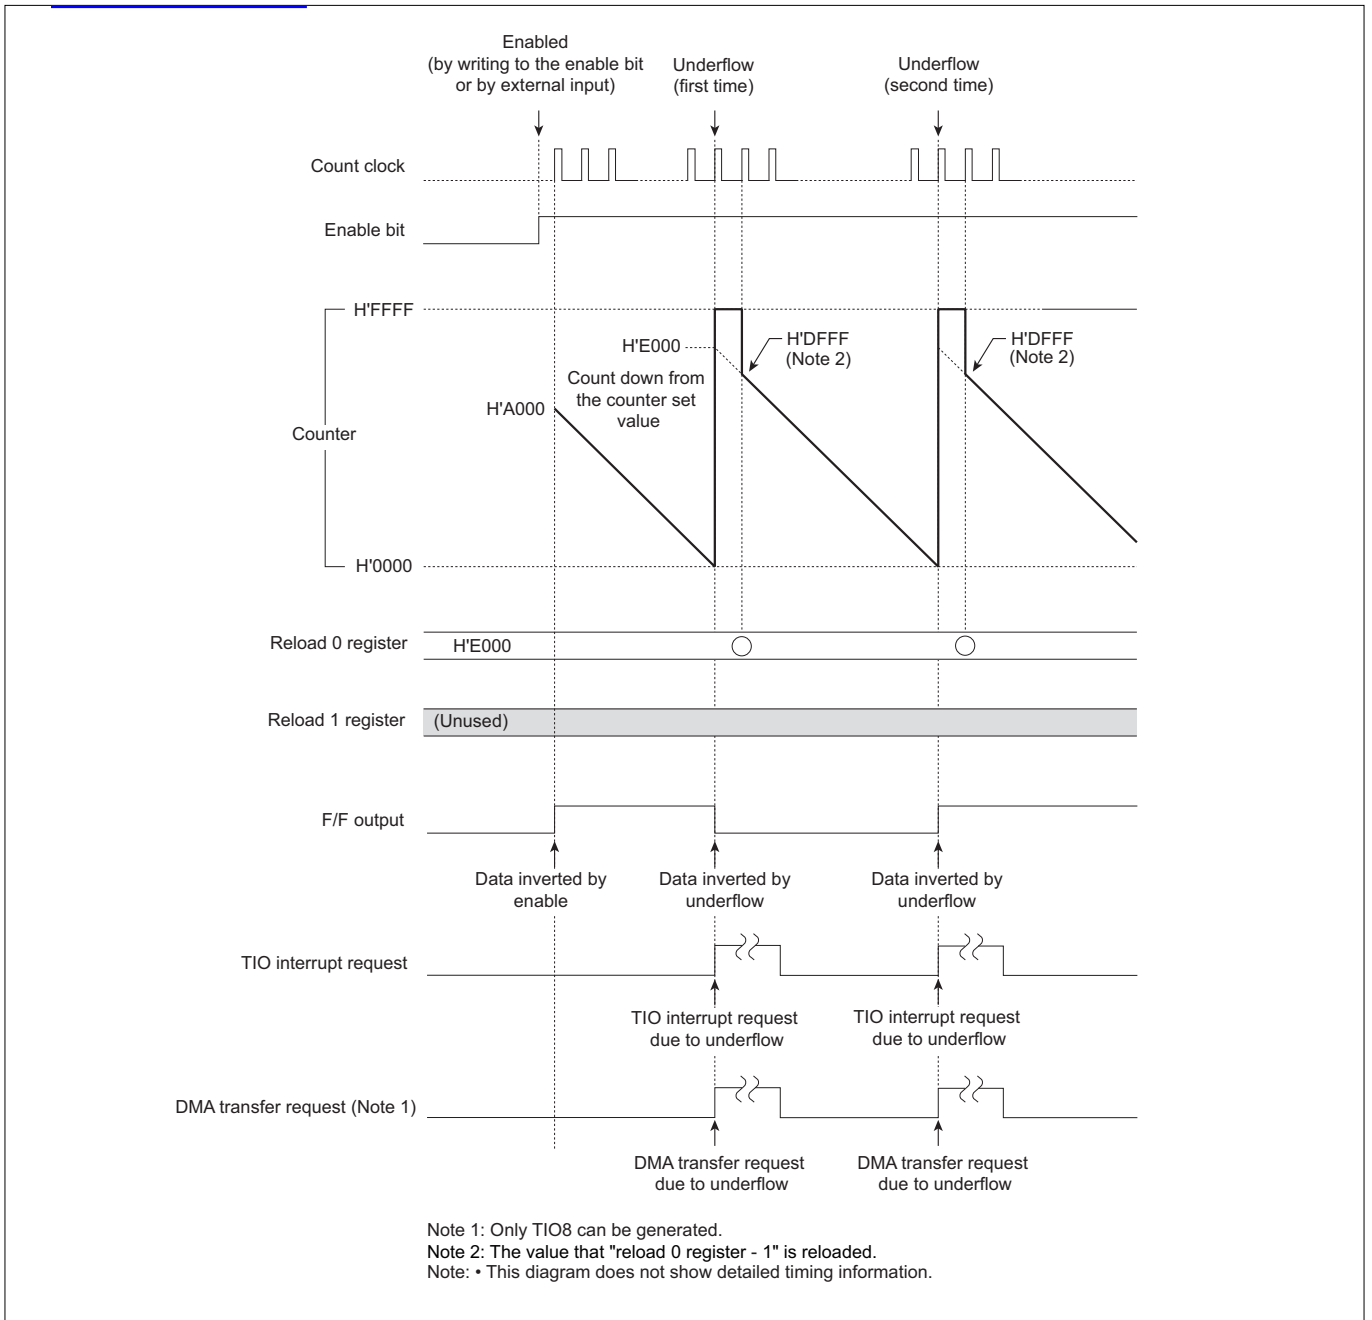 Enabled
(by writing to the enable bit
or by external input)
Underflow
(first time)
Underflow
(second time)
Count clock
Enable bit
H'FFFF
H'E000
H'DFFF
(Note 2)
H'DFFF
(Note 2)
Count down from
the counter set
value
H'A000
Counter
H'0000
Reload 0 register
H'E000
Reload 1 register
(Unused)
F/F output
Data inverted by
enable
Data inverted by
underflow
Data inverted by
underflow
TIO interrupt request
TIO interrupt request
due to underflow
TIO interrupt request
due to underflow
DMA transfer request (Note 1)
DMA transfer request
due to underflow
DMA transfer request
due to underflow
Note 1: Only TIO8 can be generated.
Note 2: The value that "reload 0 register - 1" is reloaded.
Note: • This diagram does not show detailed timing information.